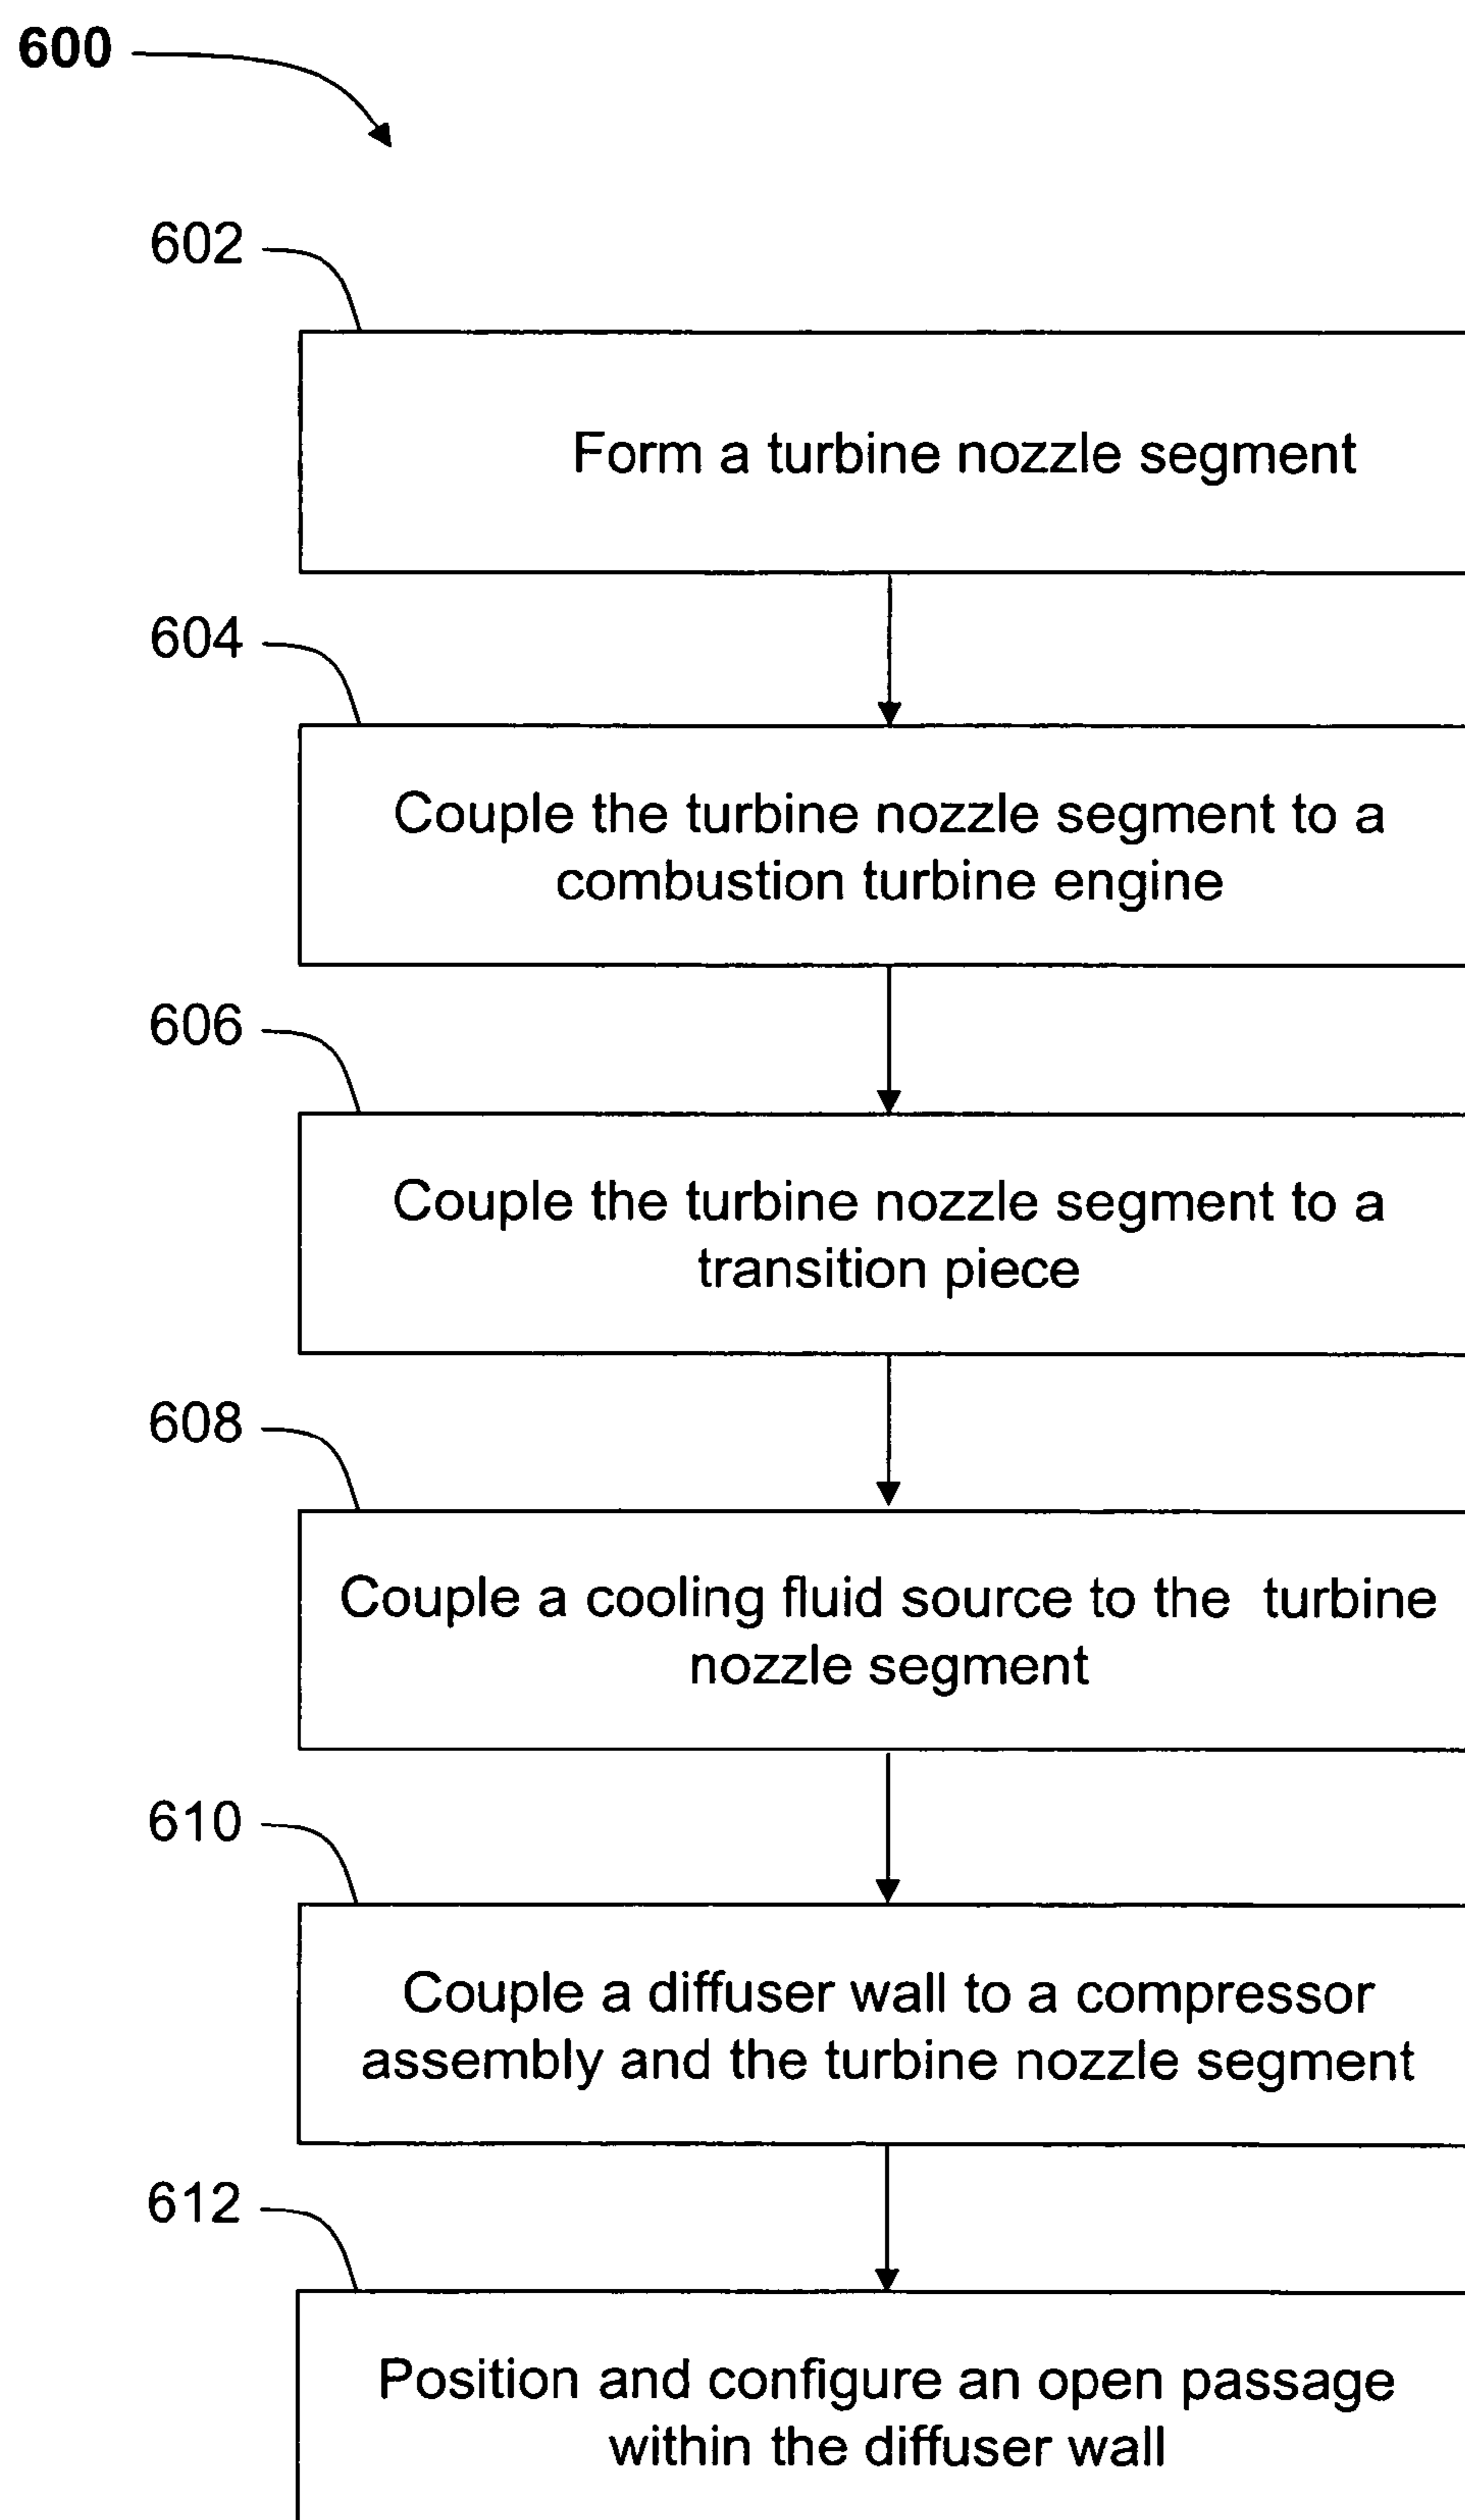 600
602
Form a turbine nozzle segment
604
Couple the turbine nozzle segment to a
combustion turbine engine
606
Couple the turbine nozzle segment to a
transition piece
608
Couple a cooling fluid source to the turbine
nozzle segment
610
Couple a diffuser wall to a compressor
assembly and the turbine nozzle segment
612
Position and configure an open passage
within the diffuser wall